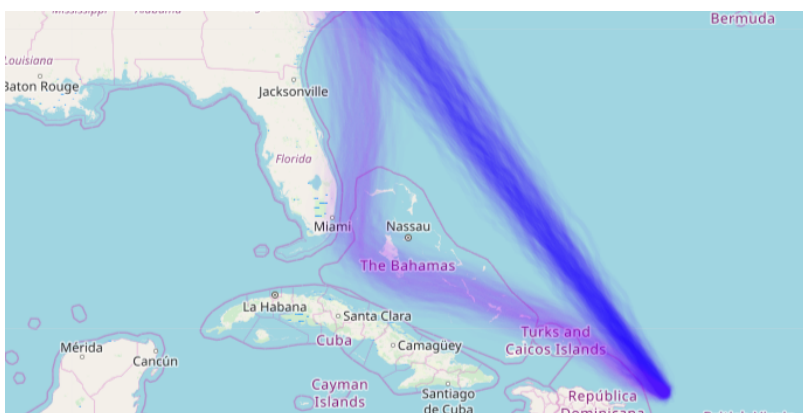 Mississippi
Alabama
Bermuda
Louisiana
Baton Rouge
Jacksonville
Florida
Miami
Nassau
The Bahamas
La Habana
Santa Clara
Cuba
Camagüey
Turks and
Caicos Islands
Mérida
Cancún
Cayman
Islands
Santiago
de Cuba
República
Dominicana